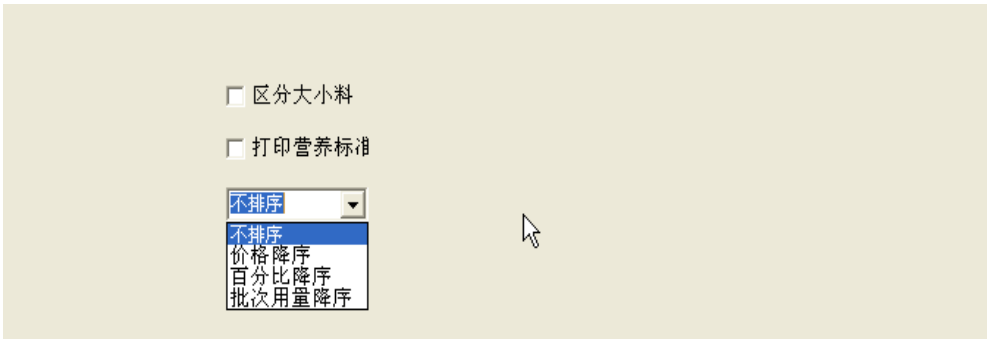 区分大小料
打印营养标准
不排序
不排序
价格降序
百分比降序
批次用量降序